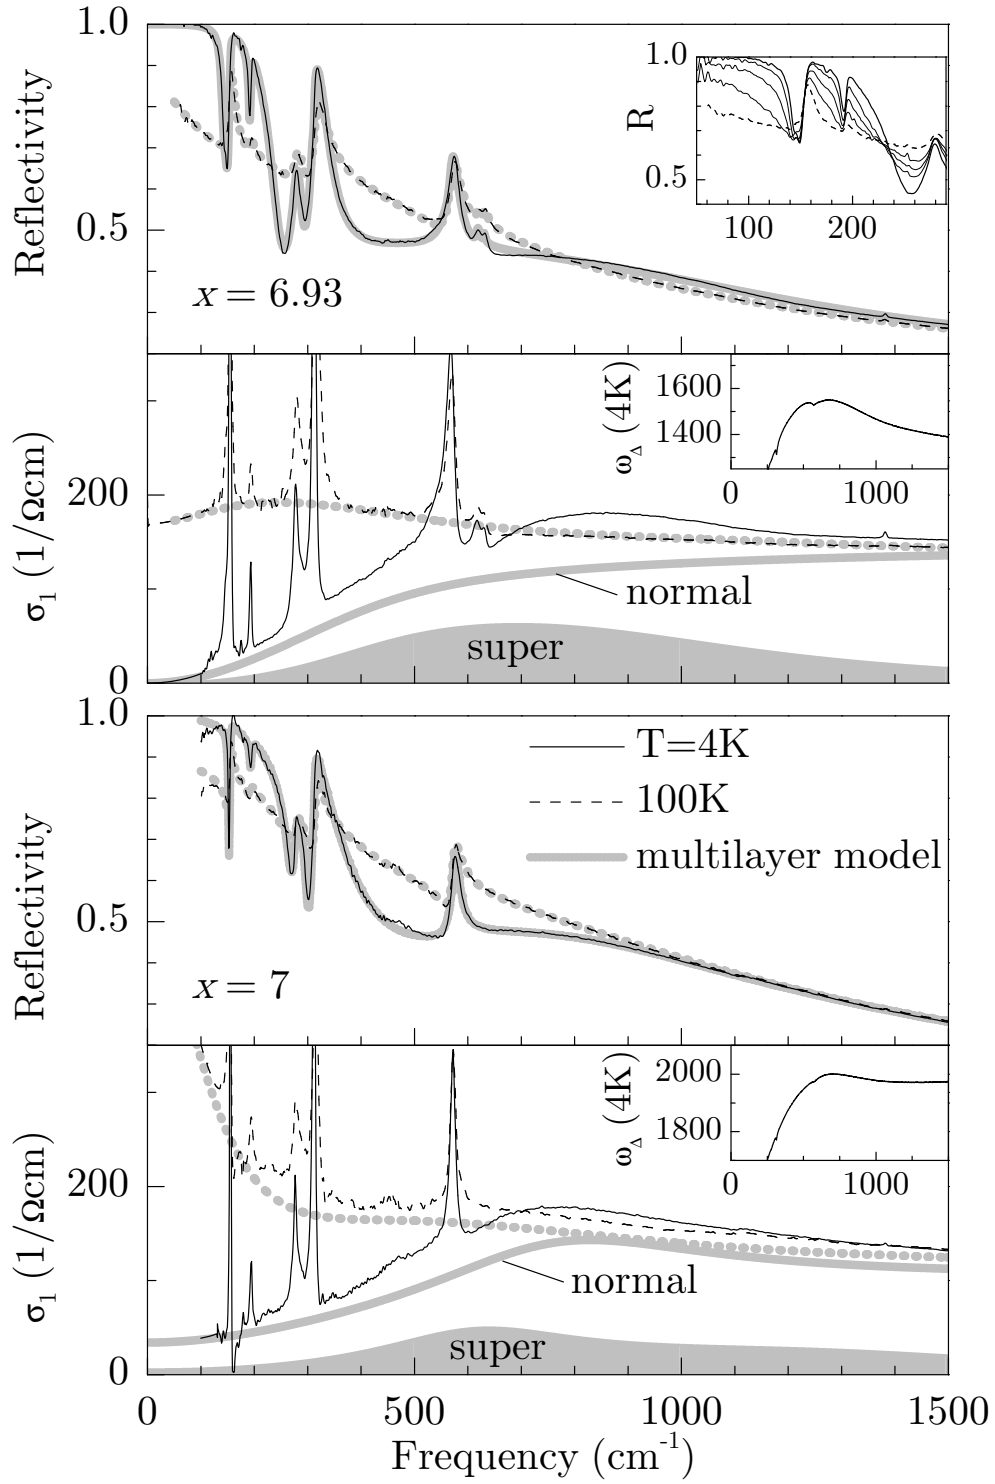 1.0
0.5
Reflectivity
x = 6.93
1.0
0.5
R
100
200
200
0
σ1 (1/Ωcm)
1600
1400
ωΔ (4K)
0
1000
normal
super
1.0
0.5
Reflectivity
T=4K
100K
multilayer model
x = 7
200
0
σ1 (1/Ωcm)
2000
1800
ωΔ (4K)
0
1000
normal
super
0
500
1000
1500
Frequency (cm-1)